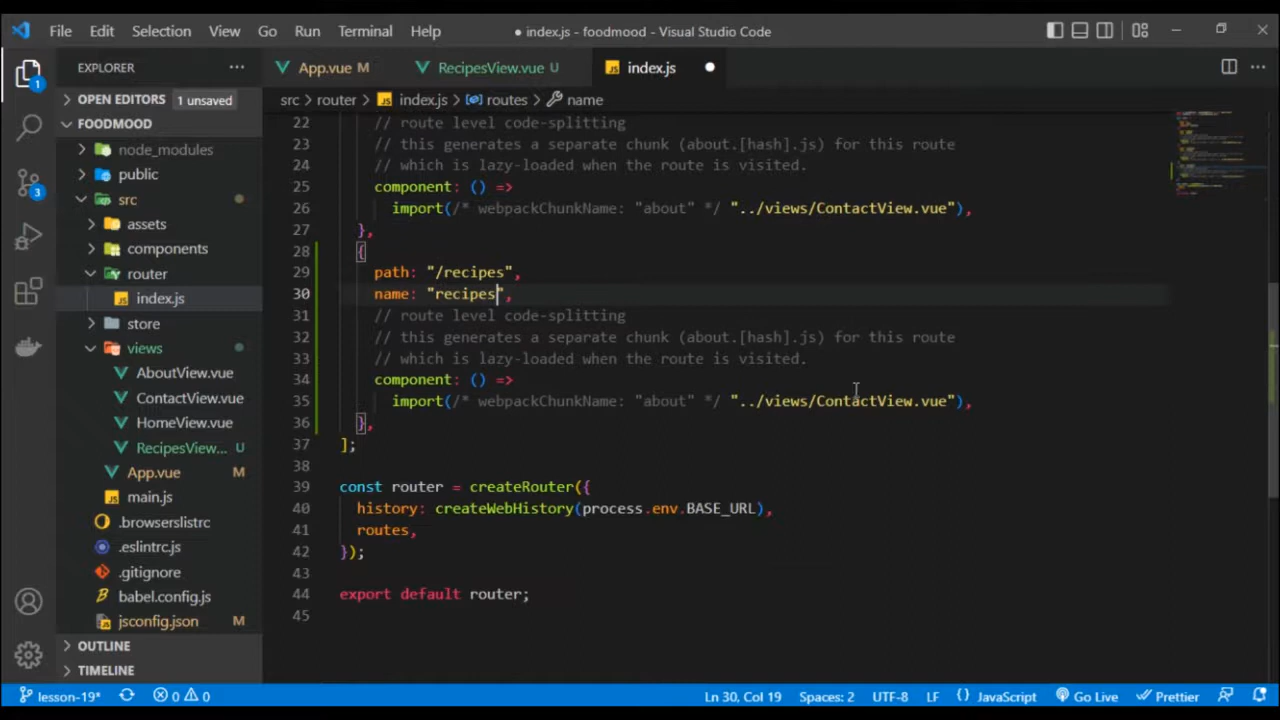 File Edit Selection View Go Run Terminal Help ● index.js - foodmood - Visual Studio Code
1 EXPLORER ··· App.vue M RecipesView.vue U index.js ●
OPEN EDITORS 1 unsaved
src > router > index.js > routes > name
FOODMOOD
node_modules
public
3 src
assets
components
router
index.js
store
views
AboutView.vue
ContactView.vue
HomeView.vue
RecipesView... U
App.vue M
main.js
.browserslistrc
.eslintrc.js
.gitignore
babel.config.js
jsconfig.json M
OUTLINE
TIMELINE
22 // route level code-splitting
23 // this generates a separate chunk (about.[hash].js) for this route
24 // which is lazy-loaded when the route is visited.
25 component: () =>
26 import(/* webpackChunkName: "about" */ "../views/ContactView.vue"),
27 },
28 {
29 path: "/recipes",
30 name: "recipes",
31 // route level code-splitting
32 // this generates a separate chunk (about.[hash].js) for this route
33 // which is lazy-loaded when the route is visited.
34 component: () =>
35 import(/* webpackChunkName: "about" */ "../views/ContactView.vue"),
36 },
37 ];
38
39 const router = createRouter({
40 history: createWebHistory(process.env.BASE_URL),
41 routes,
42 });
43
44 export default router;
45
lesson-19* 0 0 Ln 30, Col 19 Spaces: 2 UTF-8 LF {} JavaScript Go Live Prettier